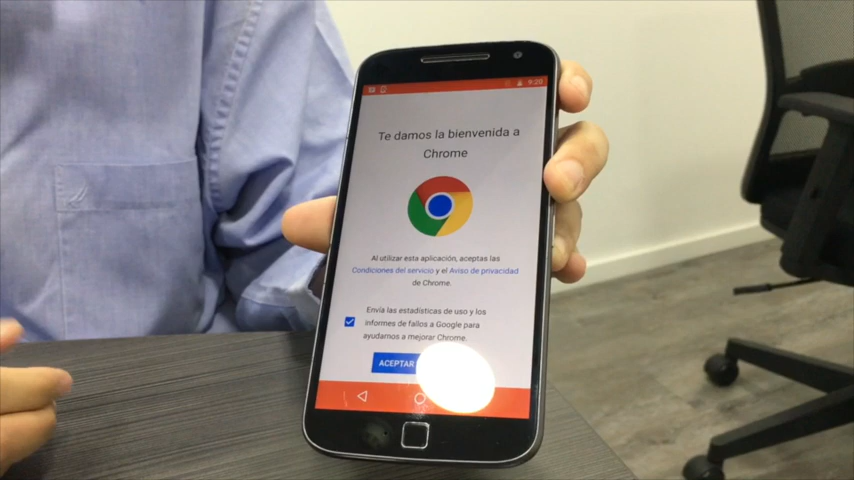 9:20
Te damos la bienvenida a
Chrome
Al utilizar esta aplicación, aceptas las
Condiciones del servicio y el Aviso de privacidad
de Chrome.
Envía las estadísticas de uso y los
informes de fallos a Google para
ayudarnos a mejorar Chrome.
ACEPTAR